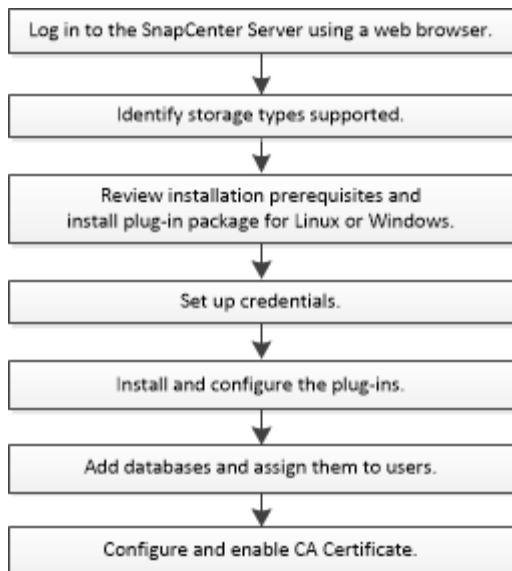 Log in to the SnapCenter Server using a web browser.
Identify storage types supported.
Review installation prerequisites and
install plug-in package for Linux or Windows.
Set up credentials.
Install and configure the plug-ins.
Add databases and assign them to users.
Configure and enable CA Certificate.